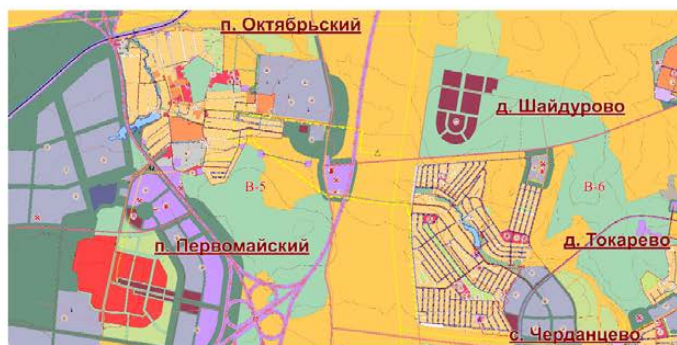 п. Октябрьский
д. Шайдурово
В-5
В-6
п. Первомайский
д. Токарево
с. Черданцево